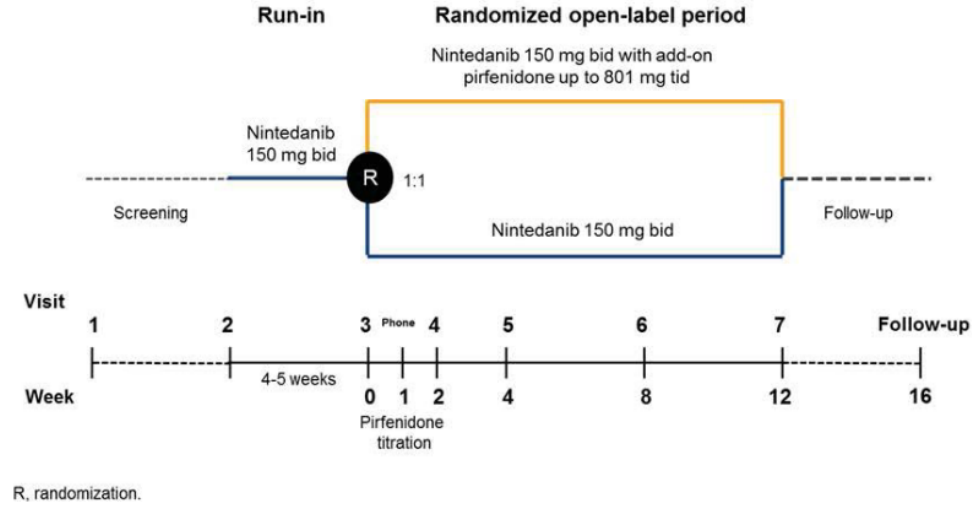 Run-in
Randomized open-label period
Nintedanib 150 mg bid with add-on
pirfenidone up to 801 mg tid
Nintedanib
150 mg bid
R
1:1
Screening
Nintedanib 150 mg bid
Follow-up
Visit
1 2 3 Phone 4 5 6 7 Follow-up
4-5 weeks
Week
0 1 2 4 8 12 16
Pirfenidone
titration
R, randomization.